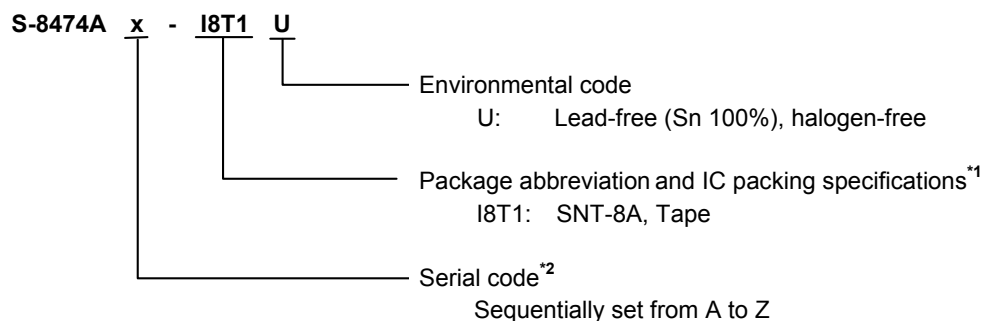 S-8474A x - I8T1 U
Environmental code
U: Lead-free (Sn 100%), halogen-free
Package abbreviation and IC packing specifications*1
I8T1: SNT-8A, Tape
Serial code*2
Sequentially set from A to Z